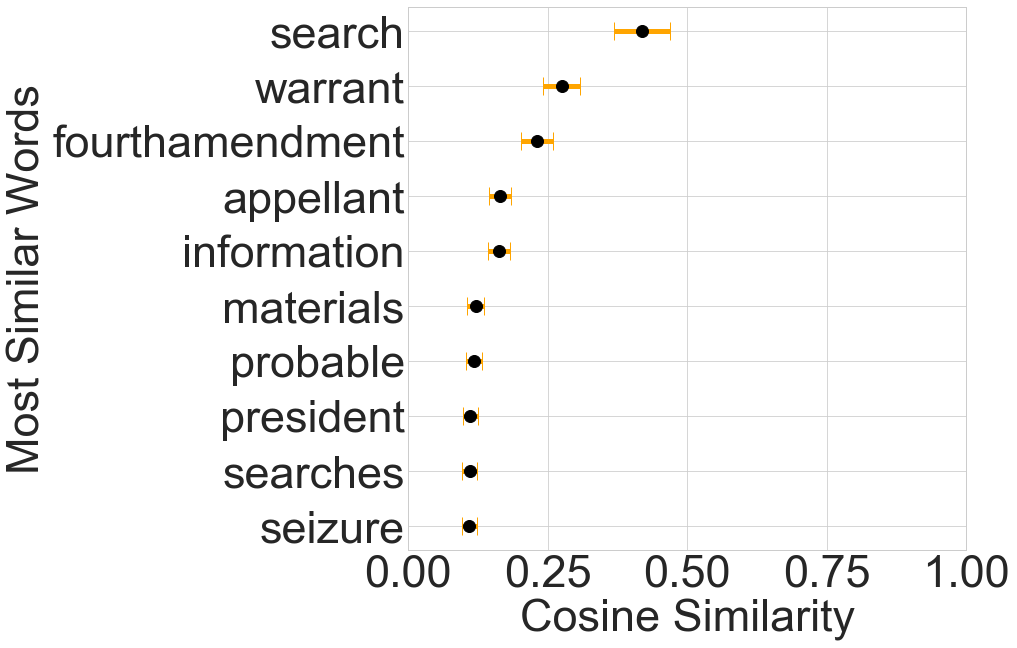 Most Similar Words
search
warrant
fourthamendment
appellant
information
materials
probable
president
searches
seizure
0.00 0.25 0.50 0.75 1.00
Cosine Similarity